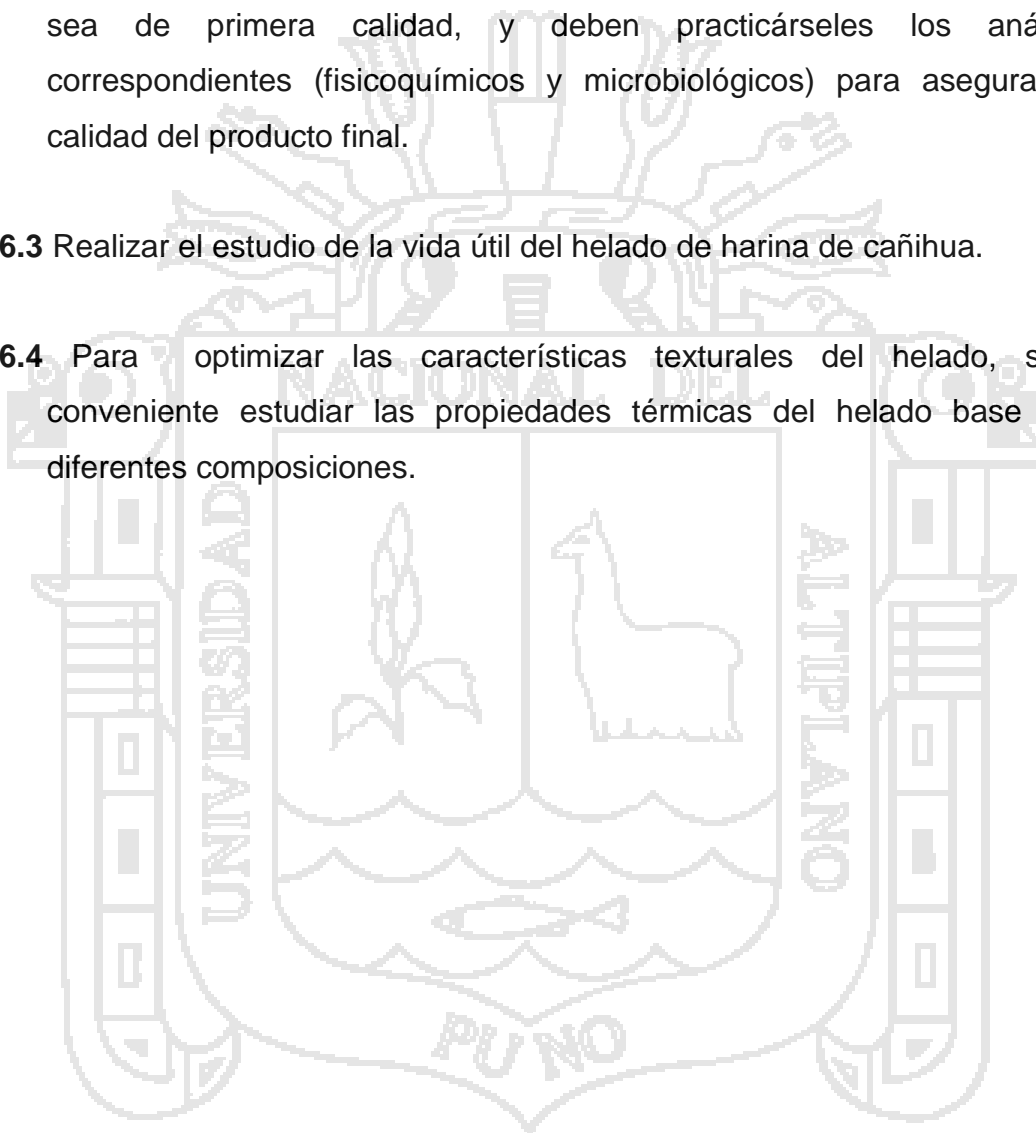 sea de primera calidad, y deben practicárseles los
correspondientes (fisicoquímicos y microbiológicos) para
calidad del producto final.
6.3 Realizar el estudio de la vida útil del helado de harina de cañihua.
6.4 Para optimizar las características texturales del helado,
conveniente estudiar las propiedades térmicas del helado base
diferentes composiciones.
NACIONAL DEL
UNIVERSIDAD
ALTIPLANO
PUNO